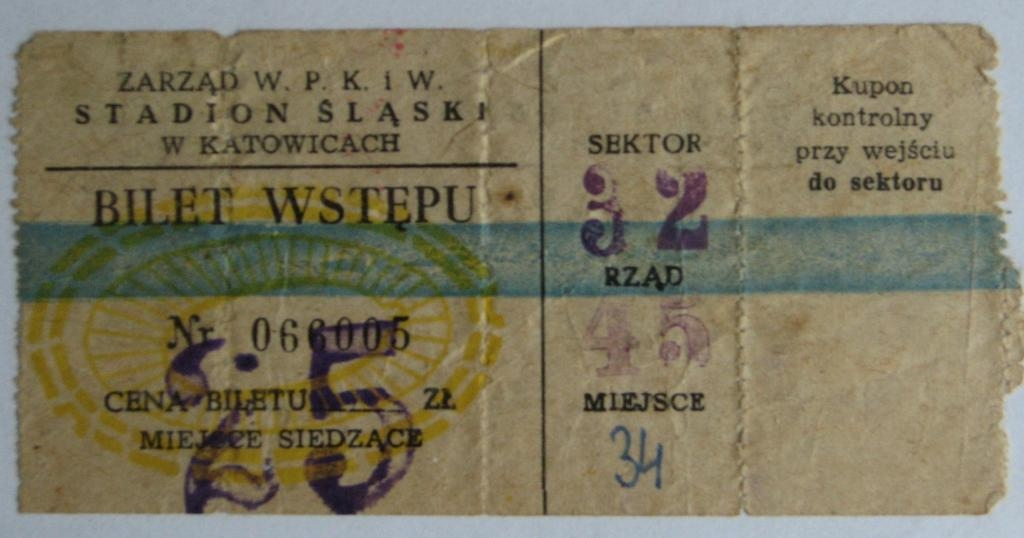 ZARZĄD W. P. K. i W.
STADION ŚLĄSKI
W KATOWICACH
BILET WSTĘPU
Nr 066005
25
CENA BILETU ZŁ
MIEJSCE SIEDZĄCE
SEKTOR
32
RZĄD
45
MIEJSCE
34
Kupon
kontrolny
przy wejściu
do sektoru